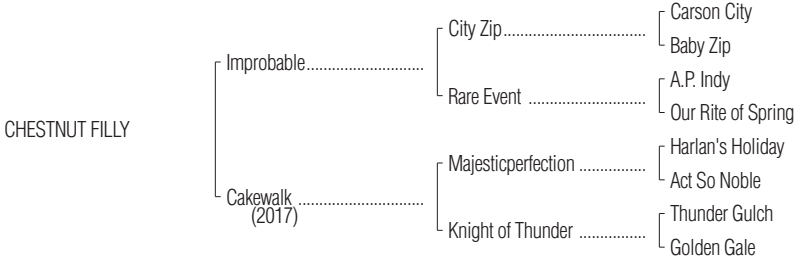 Carson City
City Zip..................................
Baby Zip
Improbable............................
A.P. Indy
Rare Event ............................
Our Rite of Spring
CHESTNUT FILLY
Harlan's Holiday
Majesticperfection ................
Act So Noble
Cakewalk ..............................
(2017)
Thunder Gulch
Knight of Thunder ................
Golden Gale